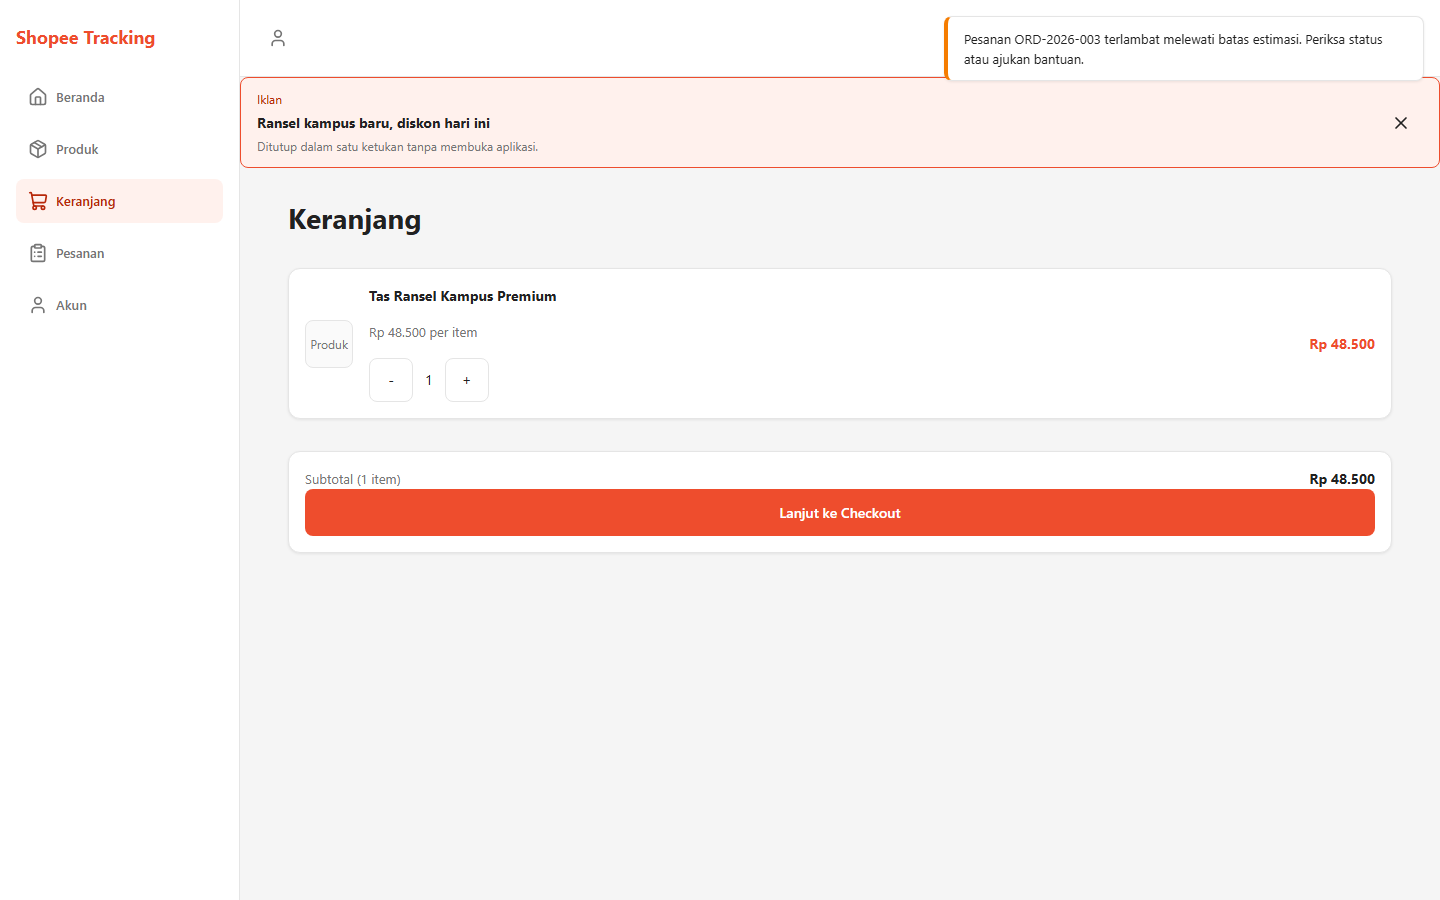 Shopee Tracking
Beranda
Produk
Keranjang
Pesanan
Akun
Pesanan ORD-2026-003 terlambat melewati batas estimasi. Periksa status
atau ajukan bantuan.
Iklan
Ransel kampus baru, diskon hari ini
Ditutup dalam satu ketukan tanpa membuka aplikasi.
Keranjang
Produk
Tas Ransel Kampus Premium
Rp 48.500 per item
- 1 +
Rp 48.500
Subtotal (1 item) Rp 48.500
Lanjut ke Checkout